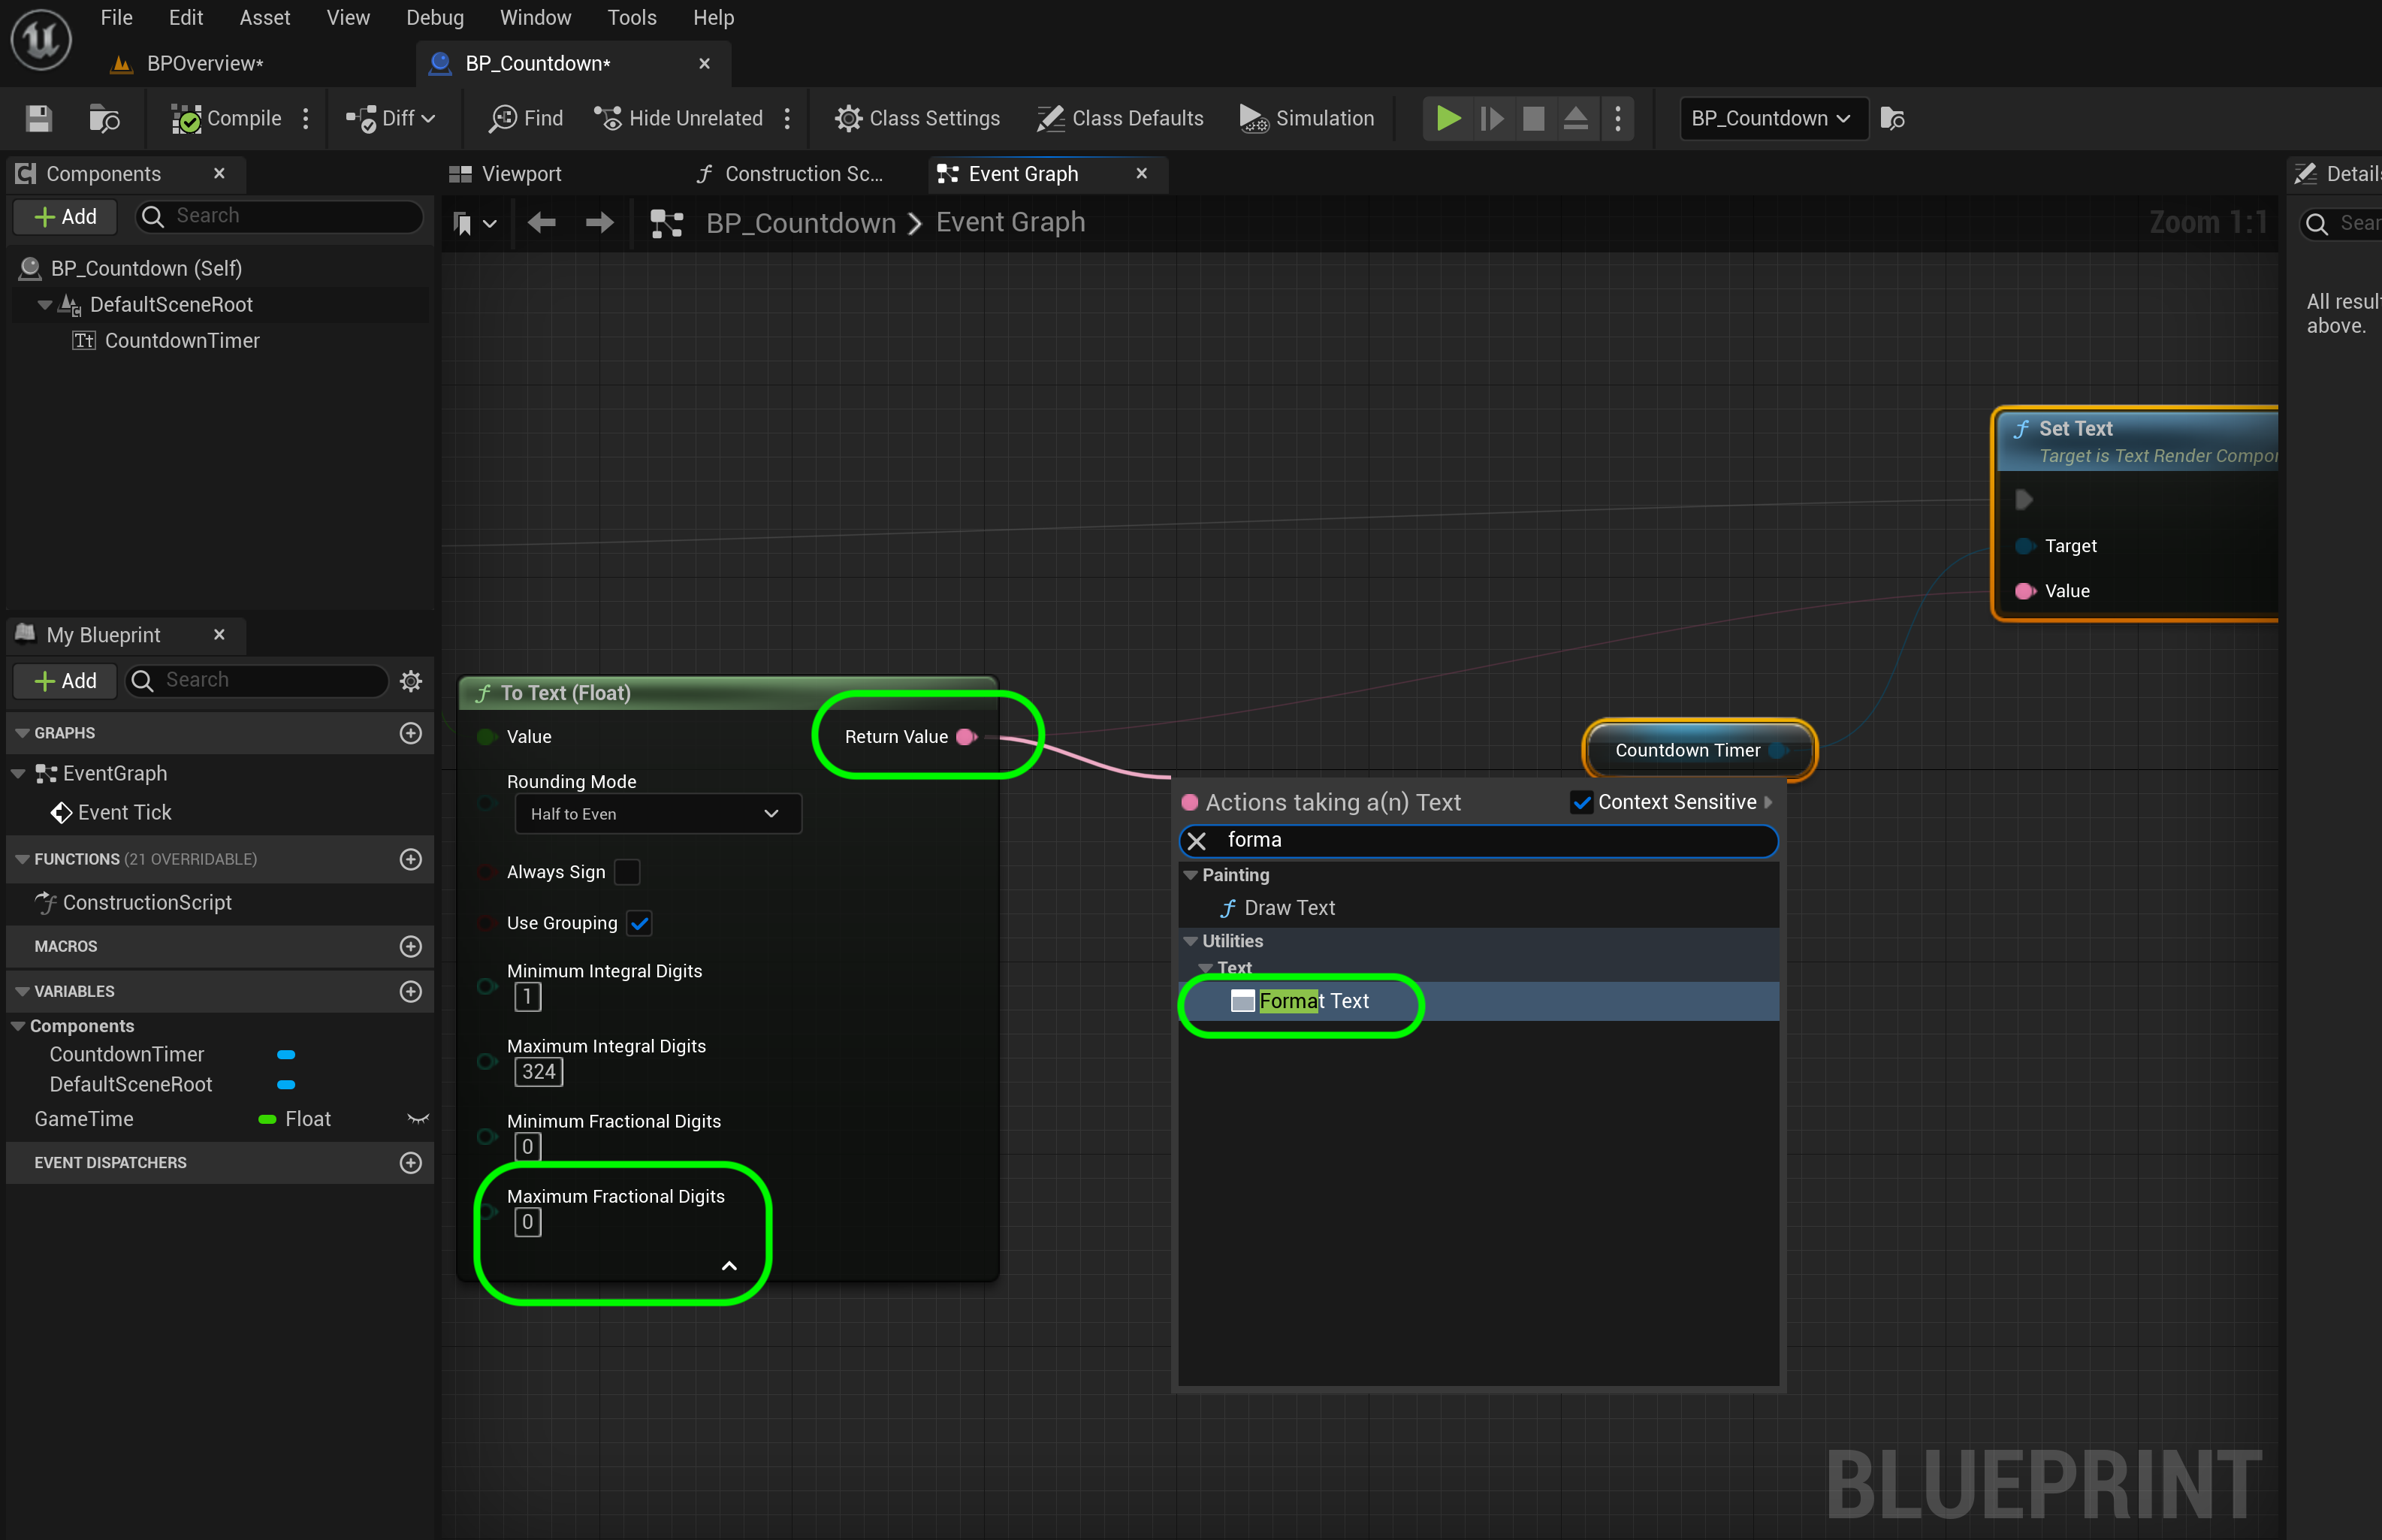 File Edit Asset View Debug Window Tools Help
BPOverview*
BP_Countdown*
Compile
Diff
Find
Hide Unrelated
Class Settings
Class Defaults
Simulation
BP_Countdown
Components
Add
Search
BP_Countdown (Self)
DefaultSceneRoot
CountdownTimer
My Blueprint
Add
Search
GRAPHS
EventGraph
Event Tick
FUNCTIONS (21 OVERRIDABLE)
ConstructionScript
MACROS
VARIABLES
Components
CountdownTimer
DefaultSceneRoot
GameTime Float
EVENT DISPATCHERS
Viewport
Construction Sc...
Event Graph
BP_Countdown > Event Graph
Zoom 1:1
Set Text
Target is Text Render Compo
Target
Value
To Text (Float)
Value
Return Value
Rounding Mode
Half to Even
Always Sign
Use Grouping
Minimum Integral Digits
1
Maximum Integral Digits
324
Minimum Fractional Digits
0
Maximum Fractional Digits
0
Countdown Timer
Actions taking a(n) Text
Context Sensitive
forma
Painting
Draw Text
Utilities
Text
Format Text
BLUEPRINT
Detail
Sear
All resul
above.